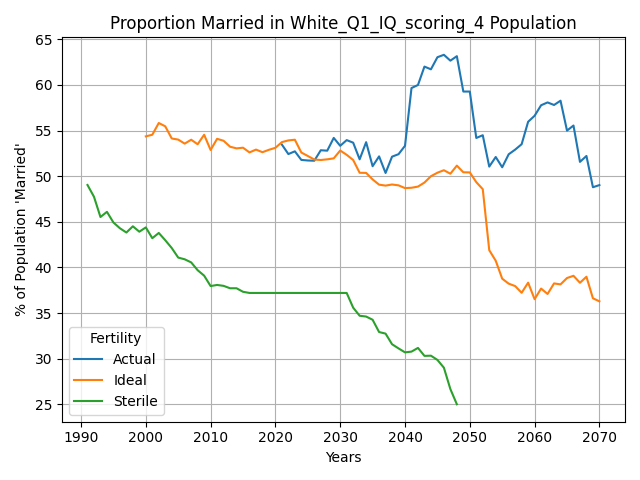 Proportion Married in White_Q1_IQ_scoring_4 Population
% of Population 'Married'
65
60
55
50
45
40
35
30
25
Fertility
Actual
Ideal
Sterile
1990 2000 2010 2020 2030 2040 2050 2060 2070
Years